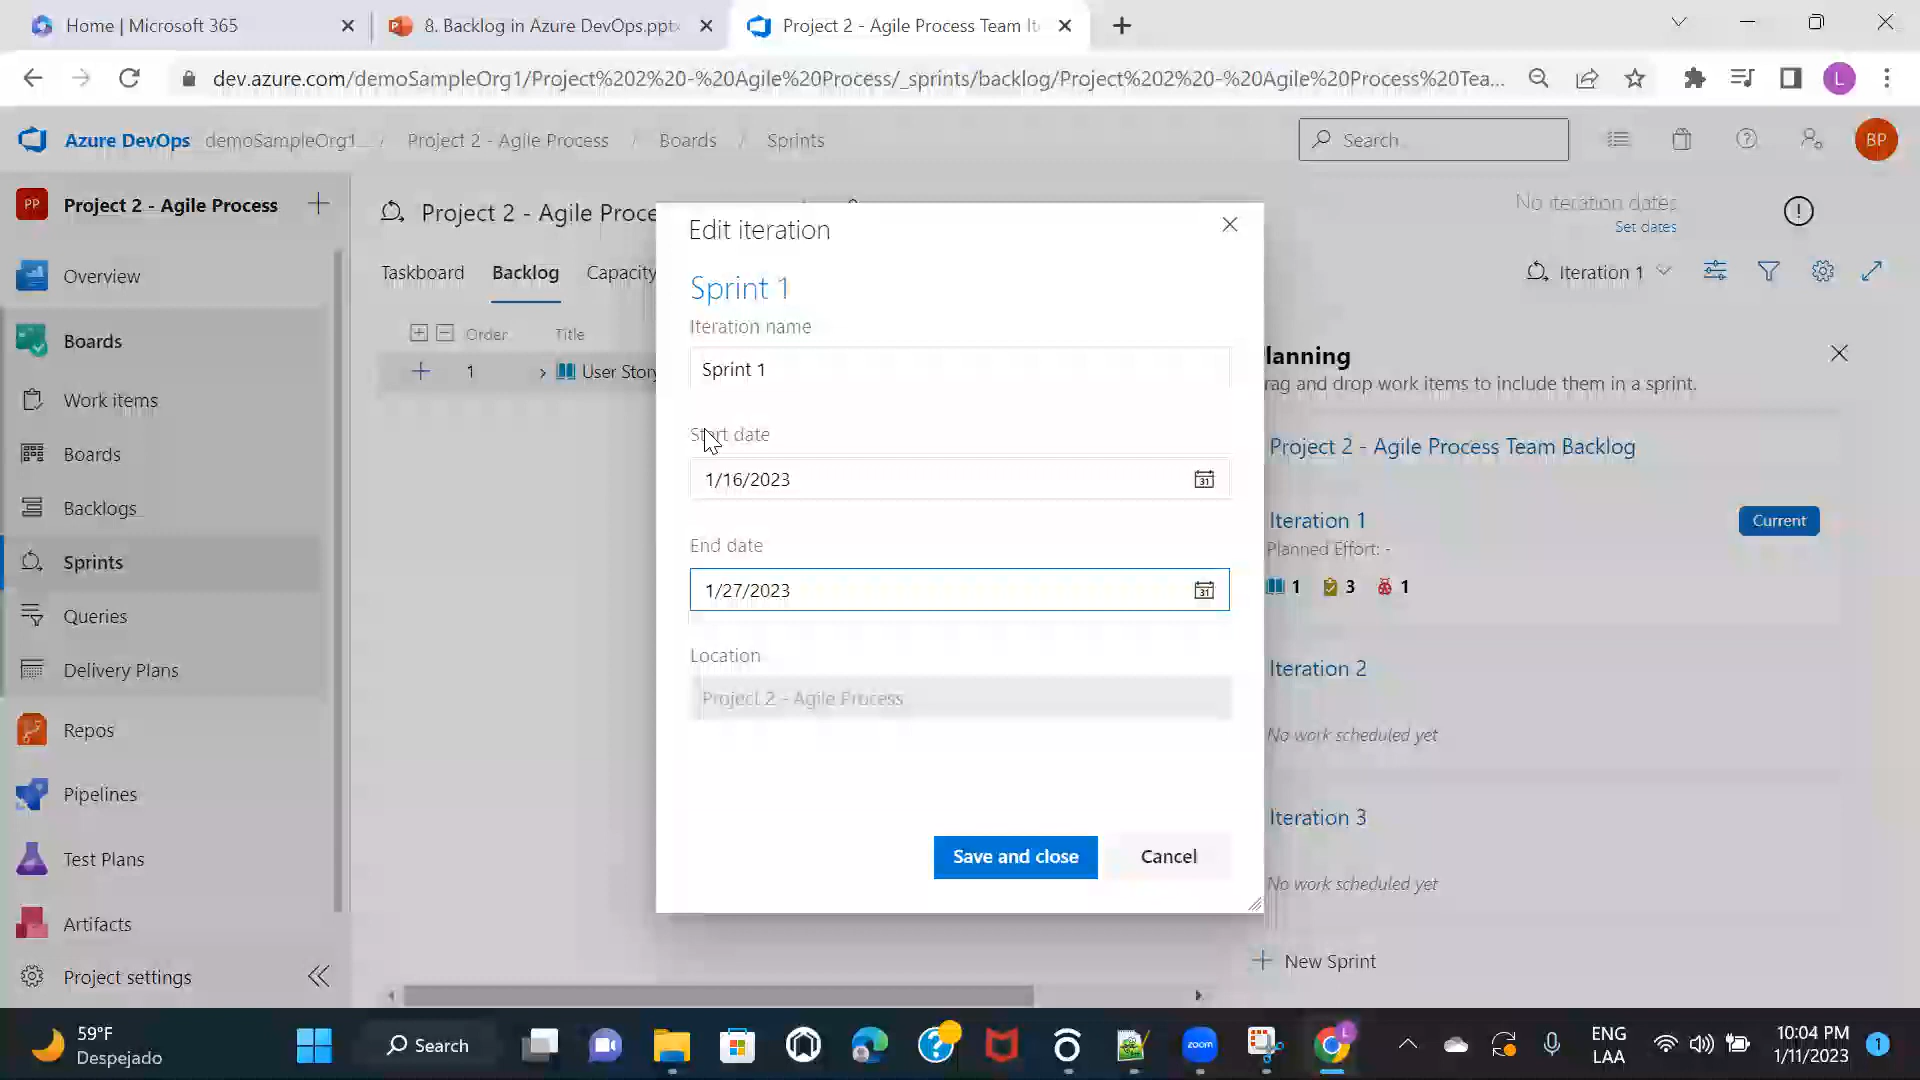 Home | Microsoft 365
8. Backlog in Azure DevOps.pptx
Project 2 - Agile Process Team It
dev.azure.com/demoSampleOrg1/Project%202%20-%20Agile%20Process/_sprints/backlog/Project%202%20-%20Agile%20Process%20Tea...
L
Azure DevOps demoSampleOrg1 / Project 2 - Agile Process / Boards / Sprints
Search
BP
PP Project 2 - Agile Process
Overview
Boards
Work items
Boards
Backlogs
Sprints
Queries
Delivery Plans
Repos
Pipelines
Test Plans
Artifacts
Project settings
Project 2 - Agile Proce
Taskboard Backlog Capacity
Order Title
1 User Story
Edit iteration
Sprint 1
Iteration name
Sprint 1
Start date
1/16/2023
31
End date
1/27/2023
31
Location
Project 2 - Agile Process
Save and close Cancel
No iteration dates
Set dates
Iteration 1
lanning
rag and drop work items to include them in a sprint.
Project 2 - Agile Process Team Backlog
Iteration 1 Current
Planned Effort: -
1 3 1
Iteration 2
No work scheduled yet
Iteration 3
No work scheduled yet
New Sprint
59°F
Despejado
Search
zoom
L
ENG
LAA
10:04 PM
1/11/2023
1